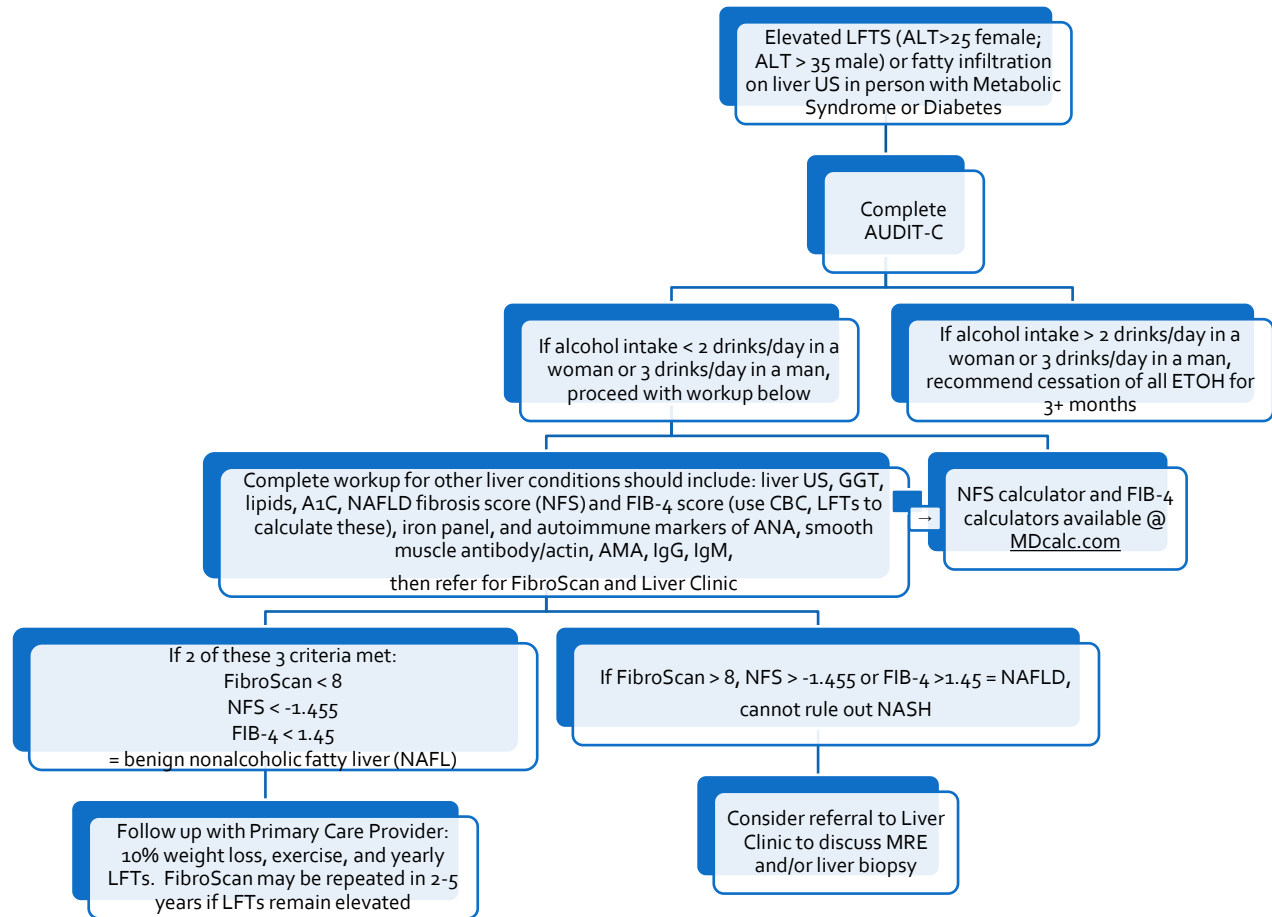 Elevated LFTS (ALT>25 female;
ALT > 35 male) or fatty infiltration
on liver US in person with Metabolic
Syndrome or Diabetes
Complete
AUDIT-C
If alcohol intake < 2 drinks/day in a
woman or 3 drinks/day in a man,
proceed with workup below
If alcohol intake > 2 drinks/day in a
woman or 3 drinks/day in a man,
recommend cessation of all ETOH for
3+ months
Complete workup for other liver conditions should include: liver US, GGT,
lipids, A1C, NAFLD fibrosis score (NFS) and FIB-4 score (use CBC, LFTs to
calculate these), iron panel, and autoimmune markers of ANA, smooth
muscle antibody/actin, AMA, IgG, IgM,
then refer for FibroScan and Liver Clinic
→
NFS calculator and FIB-4
calculators available @
MDcalc.com
If 2 of these 3 criteria met:
FibroScan < 8
NFS < -1.455
FIB-4 < 1.45
= benign nonalcoholic fatty liver (NAFL)
If FibroScan > 8, NFS > -1.455 or FIB-4 >1.45 = NAFLD,
cannot rule out NASH
Follow up with Primary Care Provider:
10% weight loss, exercise, and yearly
LFTs.  FibroScan may be repeated in 2-5
years if LFTs remain elevated
Consider referral to Liver
Clinic to discuss MRE
and/or liver biopsy